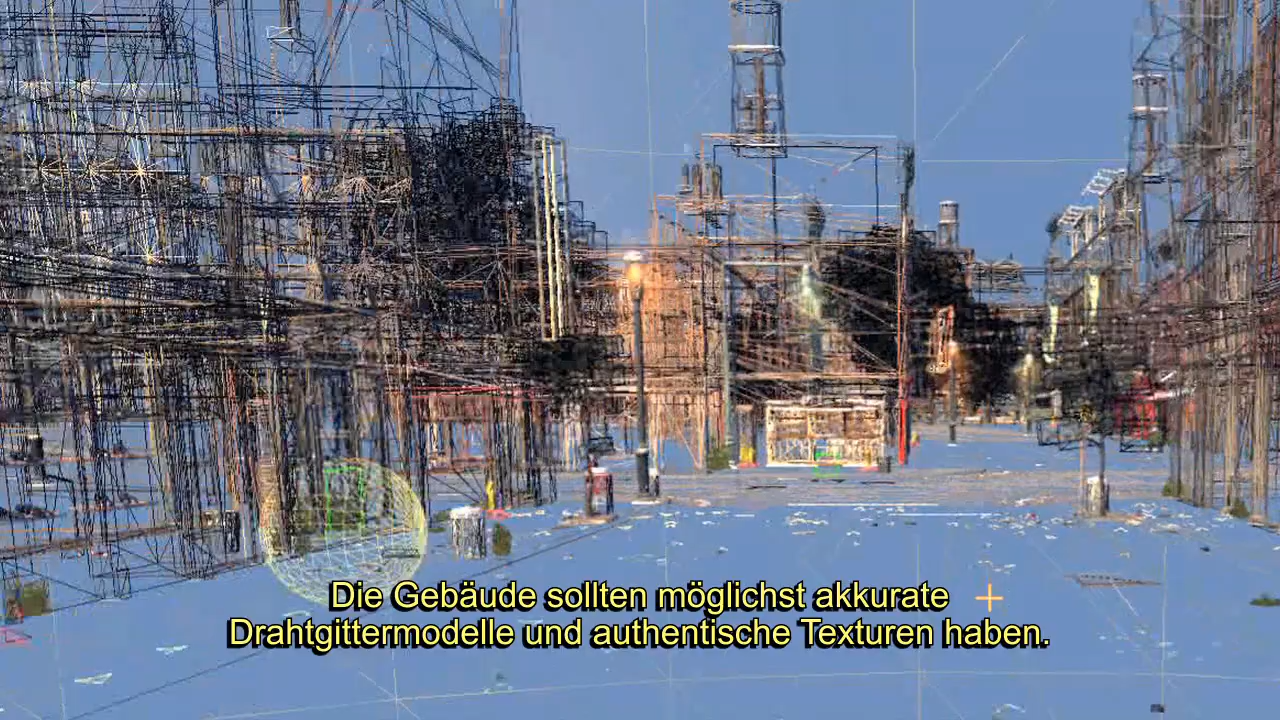 Die Gebäude sollten möglichst akkurate
Drahtgittermodelle und authentische Texturen haben.